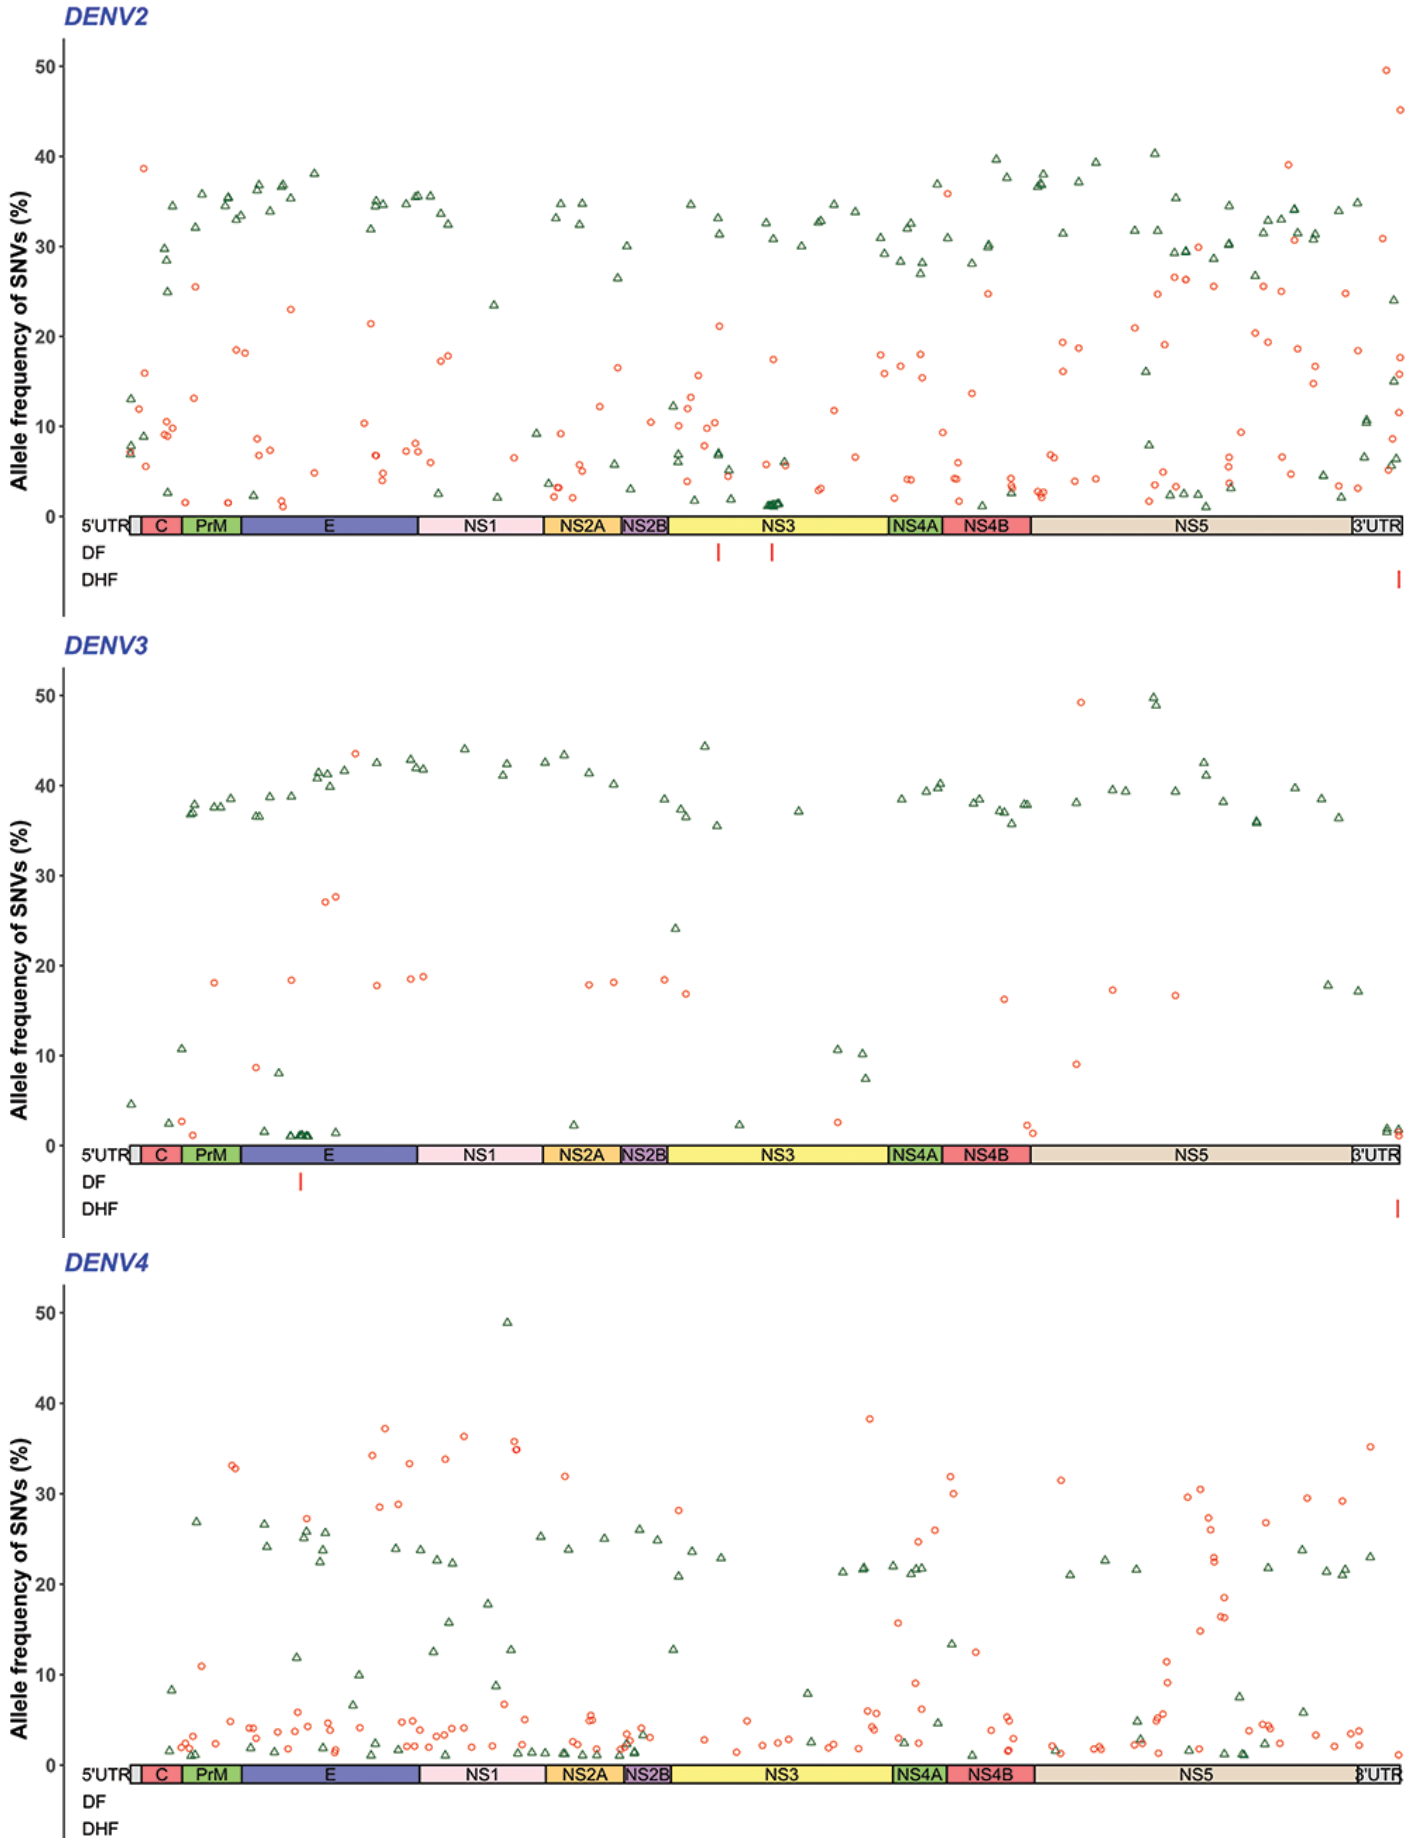 DENV2
Allele frequency of SNVs (%)
50
40
30
20
10
0
5'UTR C PrM E NS1 NS2A NS2B NS3 NS4A NS4B NS5 3'UTR
DF
DHF
DENV3
Allele frequency of SNVs (%)
50
40
30
20
10
0
5'UTR C PrM E NS1 NS2A NS2B NS3 NS4A NS4B NS5 3'UTR
DF
DHF
DENV4
Allele frequency of SNVs (%)
50
40
30
20
10
0
5'UTR C PrM E NS1 NS2A NS2B NS3 NS4A NS4B NS5 3'UTR
DF
DHF